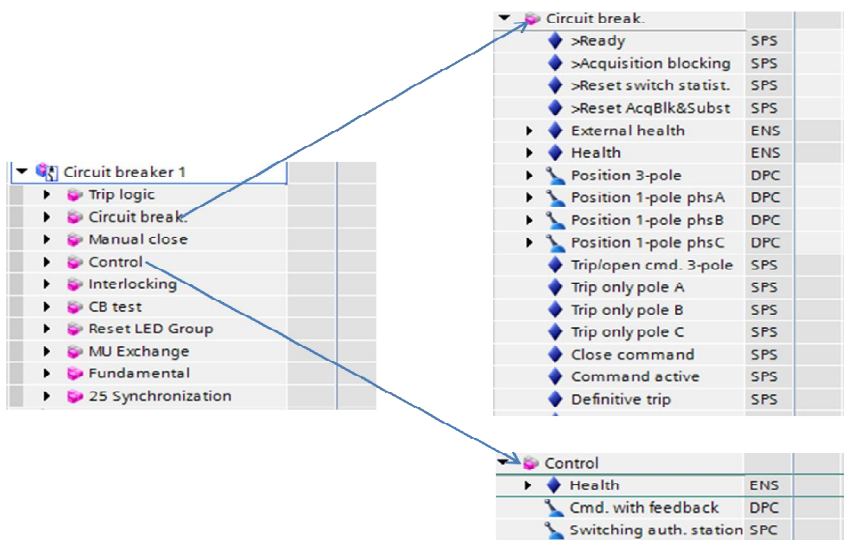 Circuit break.
>Ready SPS
>Acquisition blocking SPS
>Reset switch statist. SPS
>Reset AcqBlk&Subst SPS
External health ENS
Health ENS
Position 3-pole DPC
Position 1-pole phsA DPC
Position 1-pole phsB DPC
Position 1-pole phsC DPC
Trip/open cmd. 3-pole SPS
Trip only pole A SPS
Trip only pole B SPS
Trip only pole C SPS
Close command SPS
Command active SPS
Definitive trip SPS
Circuit breaker 1
Trip logic
Circuit break.
Manual close
Control
Interlocking
CB test
Reset LED Group
MU Exchange
Fundamental
25 Synchronization
Control
Health ENS
Cmd. with feedback DPC
Switching auth. station SPC